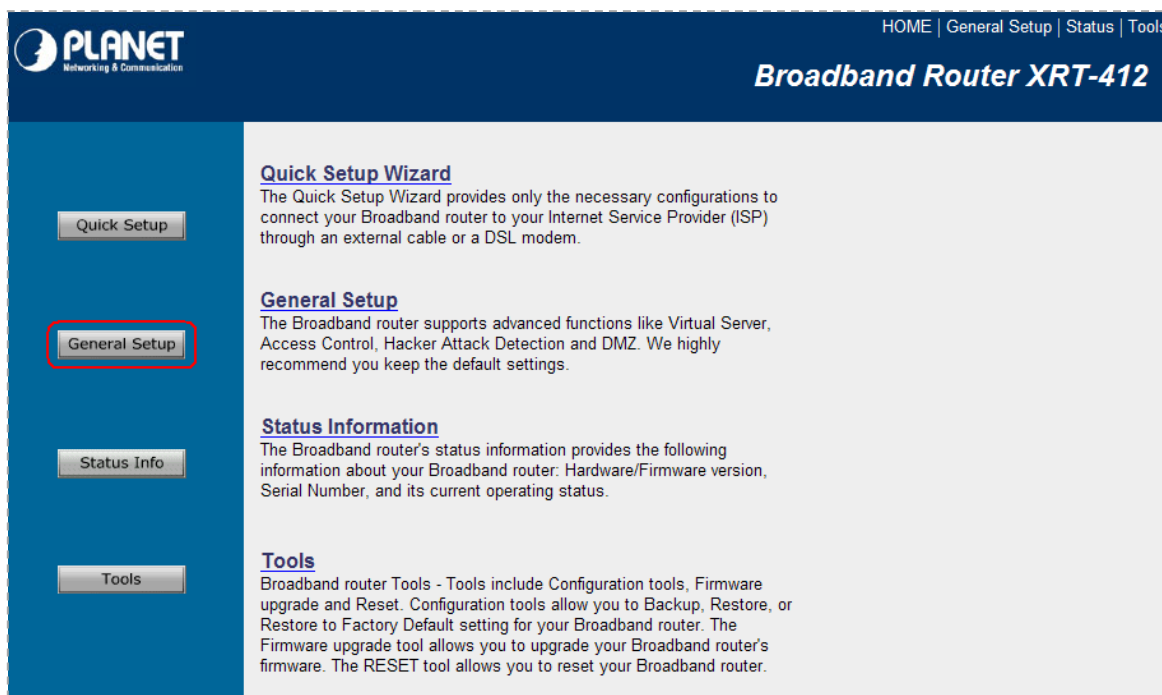 PLANET
Networking & Communication
HOME | General Setup | Status | Tools
Broadband Router XRT-412
Quick Setup
General Setup
Status Info
Tools
Quick Setup Wizard
The Quick Setup Wizard provides only the necessary configurations to
connect your Broadband router to your Internet Service Provider (ISP)
through an external cable or a DSL modem.
General Setup
The Broadband router supports advanced functions like Virtual Server,
Access Control, Hacker Attack Detection and DMZ. We highly
recommend you keep the default settings.
Status Information
The Broadband router's status information provides the following
information about your Broadband router: Hardware/Firmware version,
Serial Number, and its current operating status.
Tools
Broadband router Tools - Tools include Configuration tools, Firmware
upgrade and Reset. Configuration tools allow you to Backup, Restore, or
Restore to Factory Default setting for your Broadband router. The
Firmware upgrade tool allows you to upgrade your Broadband router's
firmware. The RESET tool allows you to reset your Broadband router.